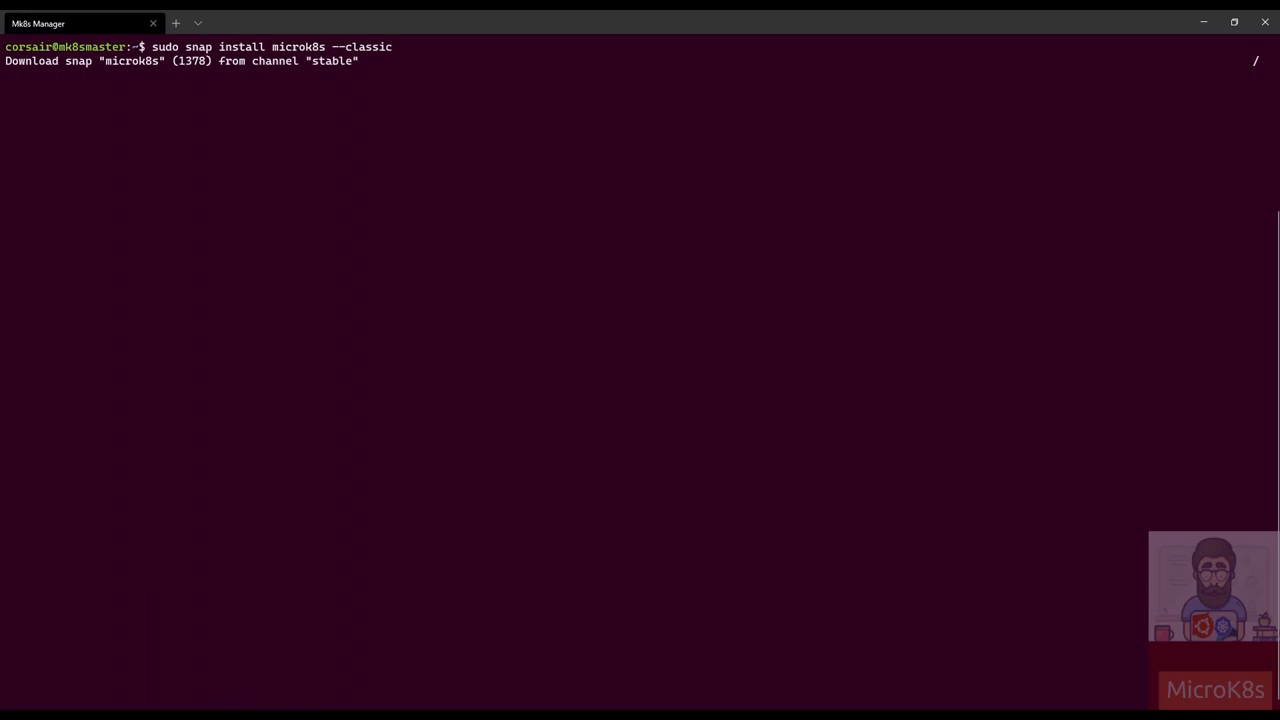 Mk8s Manager
corsair@mk8smaster:~$ sudo snap install microk8s --classic
Download snap "microk8s" (1378) from channel "stable" /
MicroK8s